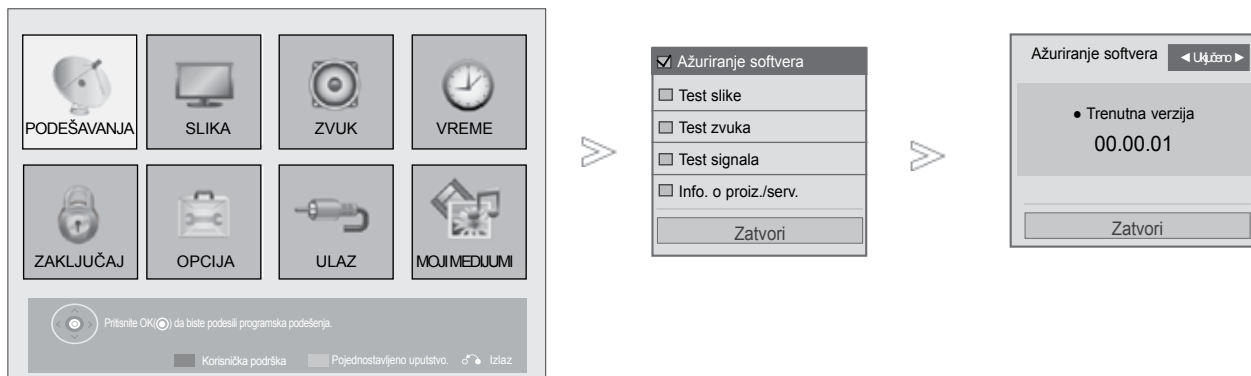 PODEŠAVANJA SLIKA ZVUK VREME
ZAKLJUČAJ OPCIJA ULAZ MOJI MEDIJUMI
Pritisnite OK(◉) da biste podesili programska podešenja.
Korisnička podrška Pojednostavljeno uputstvo. Izlaz
Ažuriranje softvera
Test slike
Test zvuka
Test signala
Info. o proiz./serv.
Zatvori
Ažuriranje softvera ◄ Uključeno ►
● Trenutna verzija
00.00.01
Zatvori